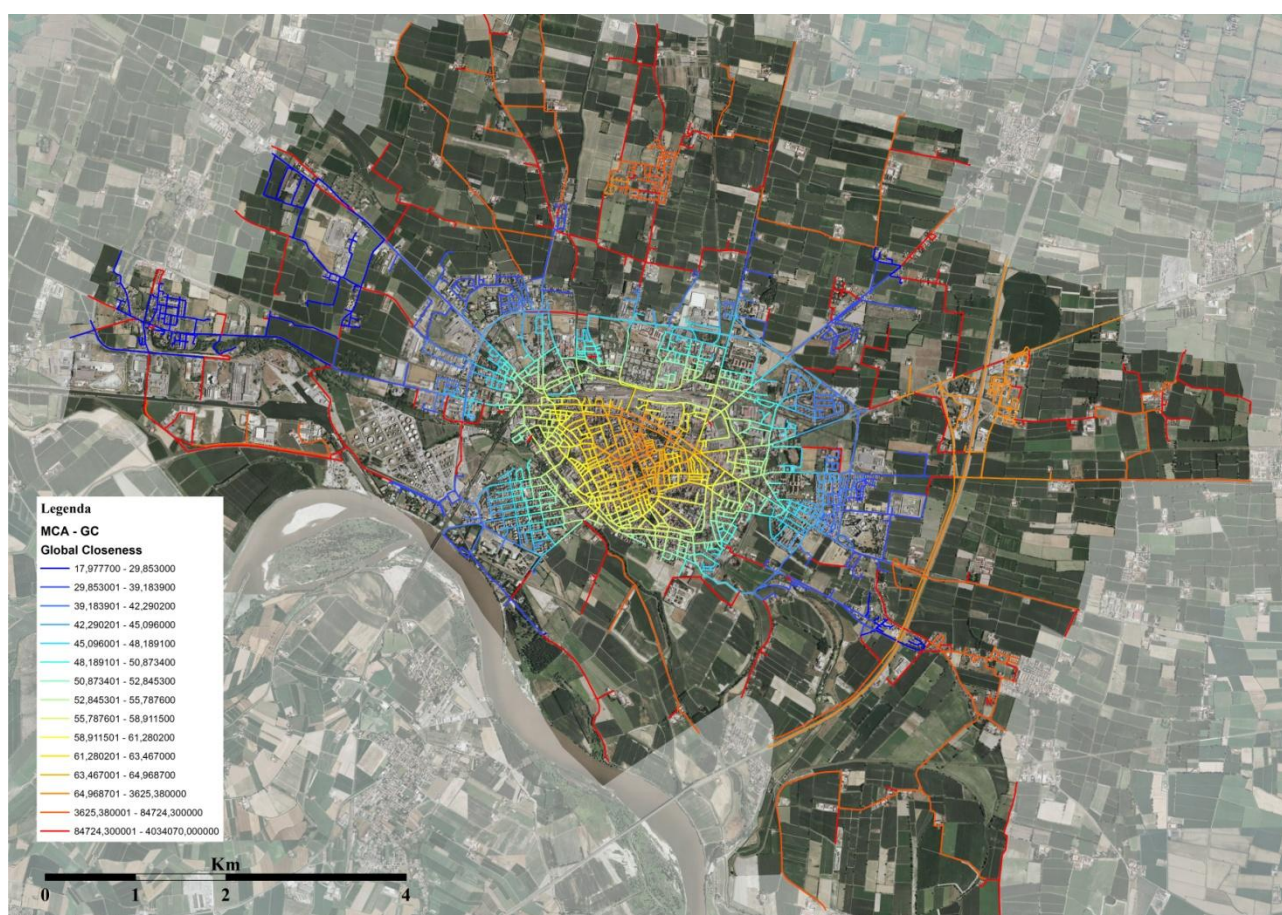 Legenda
MCA - GC
Global Closeness
17,977700 - 29,853000
29,853001 - 39,183900
39,183901 - 42,290200
42,290201 - 45,096000
45,096001 - 48,189100
48,189101 - 50,873400
50,873401 - 52,845300
52,845301 - 55,787600
55,787601 - 58,911500
58,911501 - 61,280200
61,280201 - 63,467000
63,467001 - 64,968700
64,968701 - 3625,380000
3625,380001 - 84724,300000
84724,300001 - 4034070,000000
Km
0 1 2 4